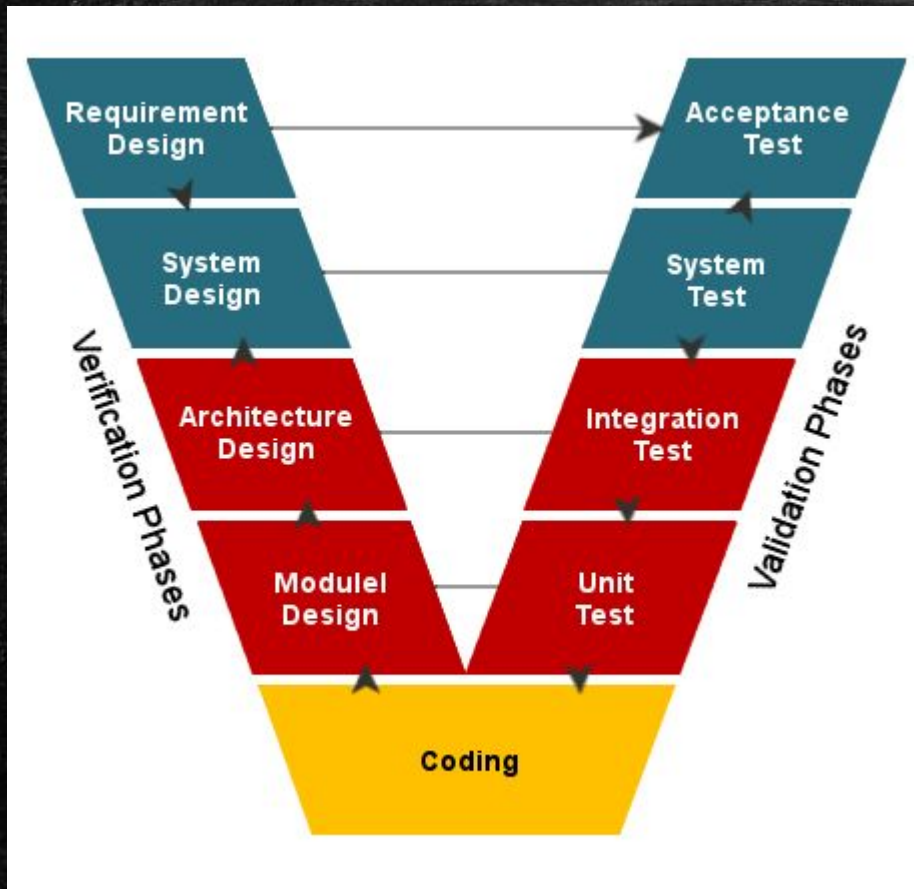 Requirement
Design
Acceptance
Test
System
Design
System
Test
Verification Phases
Validation Phases
Architecture
Design
Integration
Test
Modulel
Design
Unit
Test
Coding